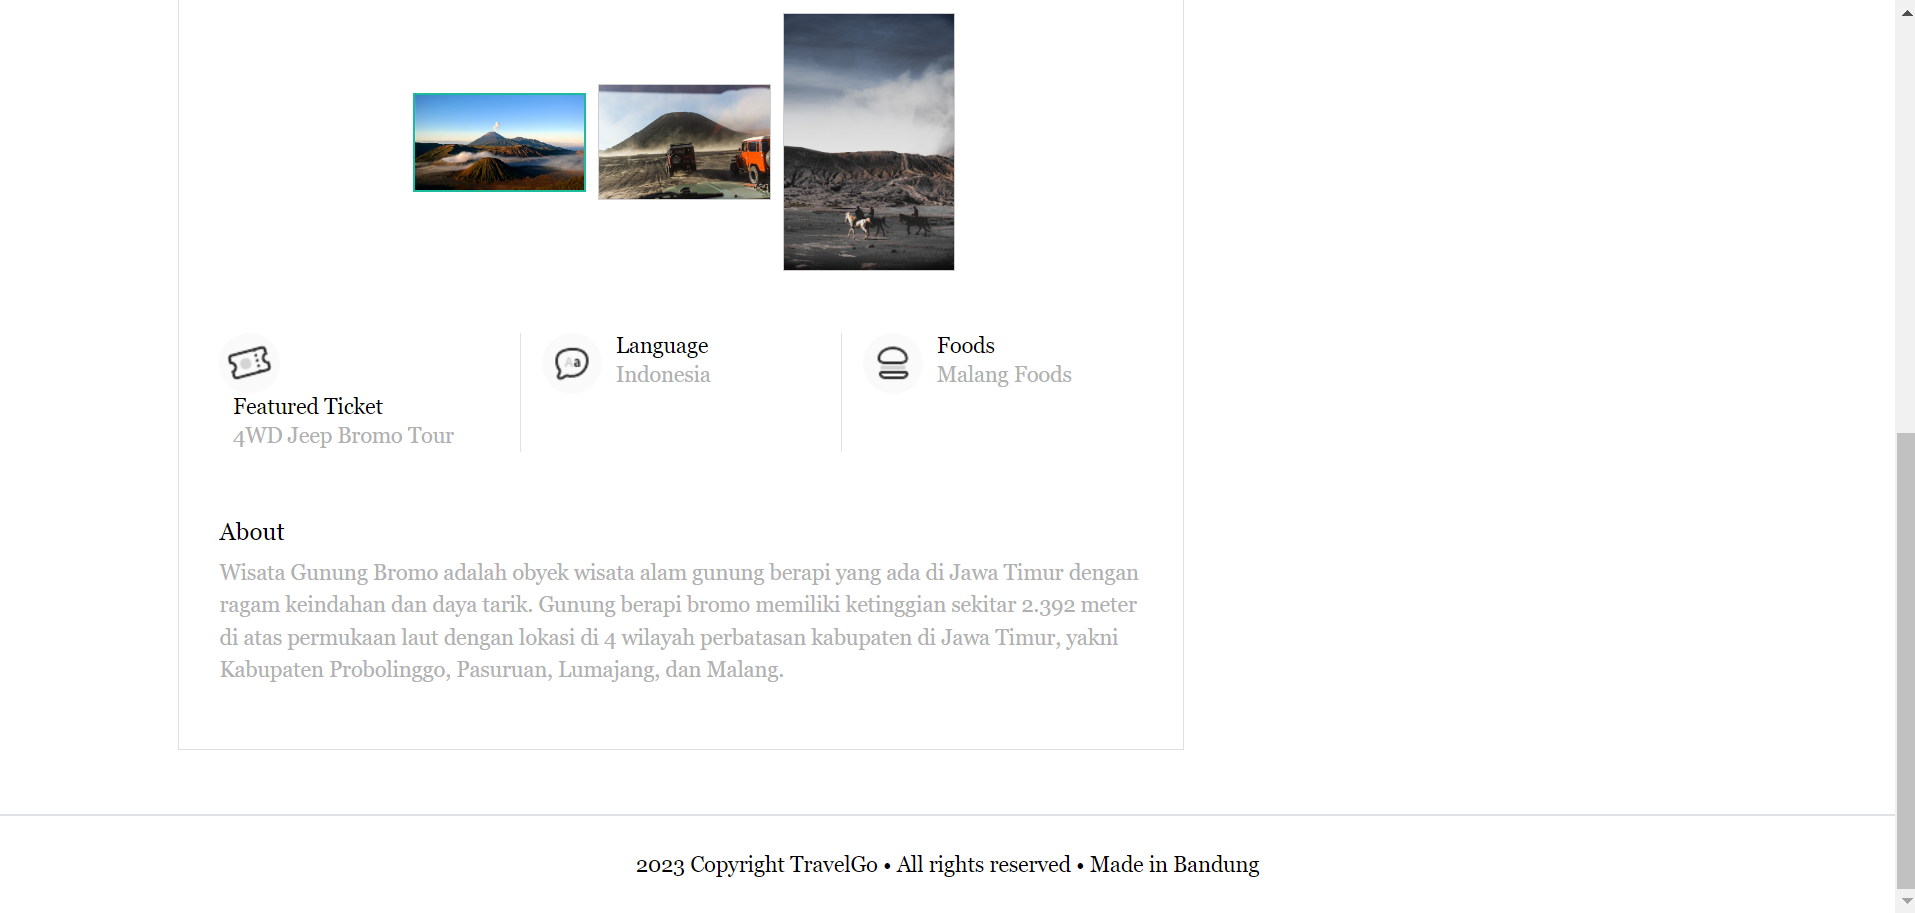 Featured Ticket
4WD Jeep Bromo Tour
Aa
Language
Indonesia
Foods
Malang Foods
About
Wisata Gunung Bromo adalah obyek wisata alam gunung berapi yang ada di Jawa Timur dengan
ragam keindahan dan daya tarik. Gunung berapi bromo memiliki ketinggian sekitar 2.392 meter
di atas permukaan laut dengan lokasi di 4 wilayah perbatasan kabupaten di Jawa Timur, yakni
Kabupaten Probolinggo, Pasuruan, Lumajang, dan Malang.
2023 Copyright TravelGo • All rights reserved • Made in Bandung